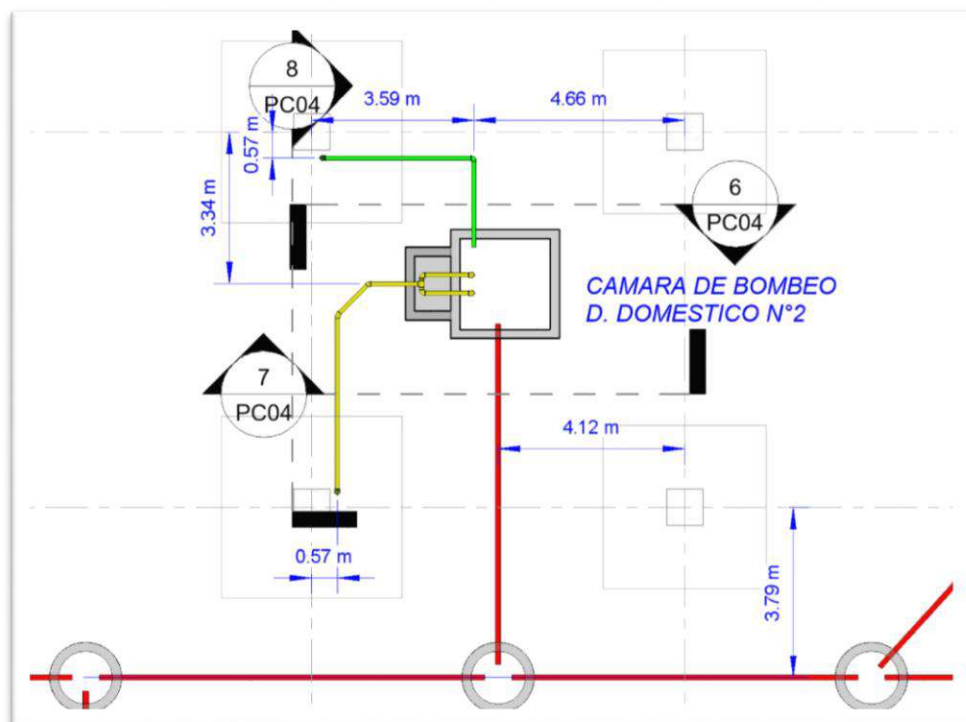 8
PC04
3.59 m
4.66 m
0.57 m
3.34 m
6
PC04
CAMARA DE BOMBEO
D. DOMESTICO N°2
7
PC04
4.12 m
0.57 m
3.79 m